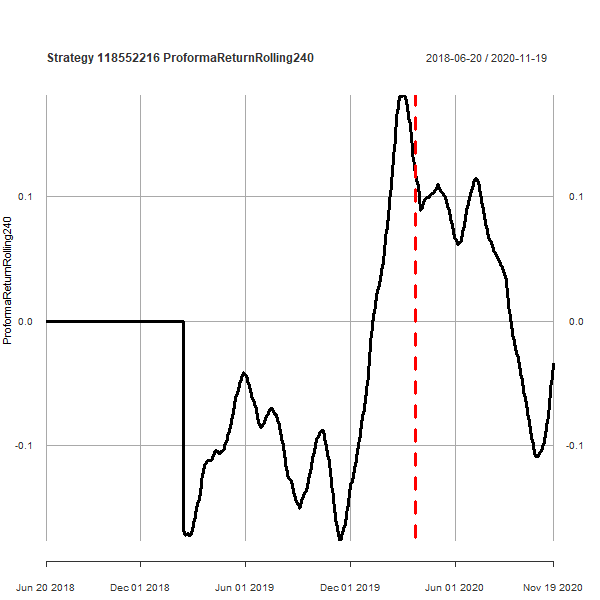 Strategy 118552216 ProformaReturnRolling240
2018-06-20 / 2020-11-19
ProformaReturnRolling240
0.1
0.1
0.0
0.0
-0.1
-0.1
Jun 20 2018
Dec 01 2018
Jun 01 2019
Dec 01 2019
Jun 01 2020
Nov 19 2020